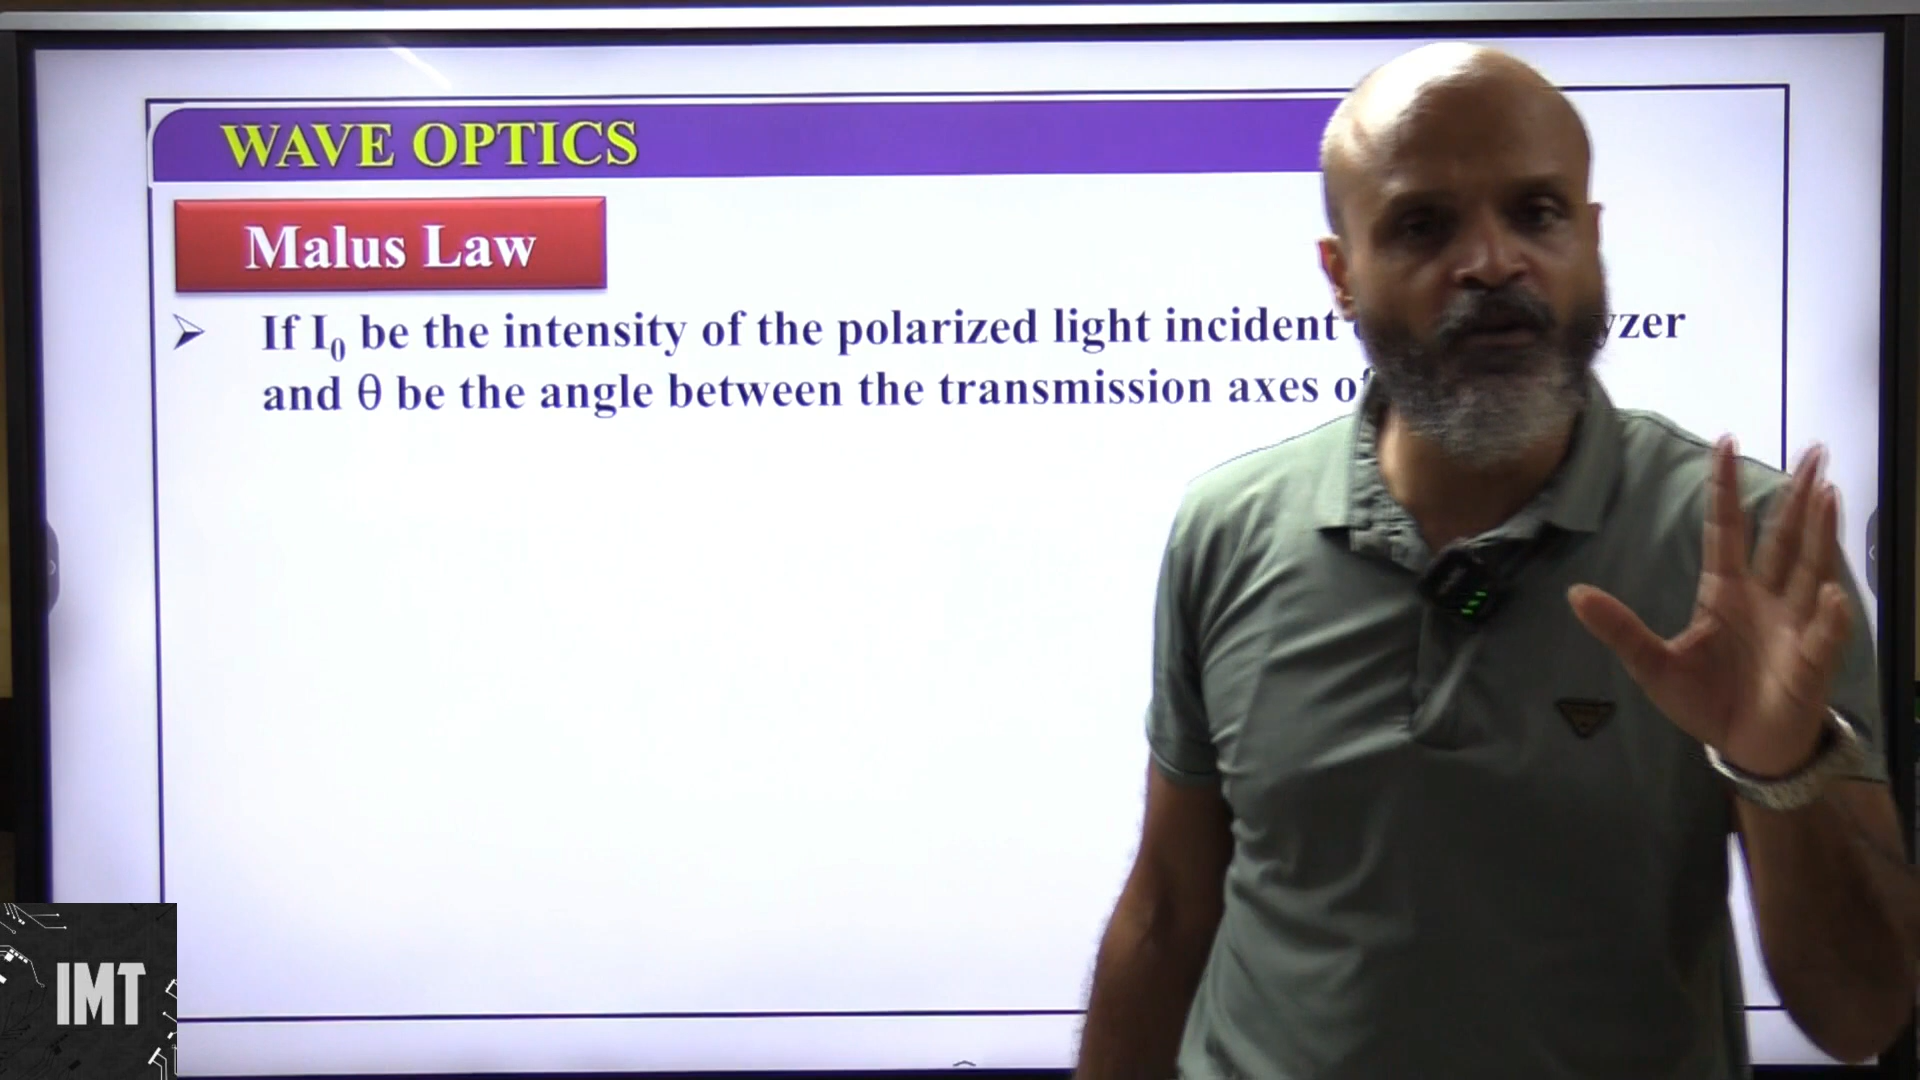 WAVE OPTICS
Malus Law
If I₀ be the intensity of the polarized light incident
and θ be the angle between the transmission axes of
IMT